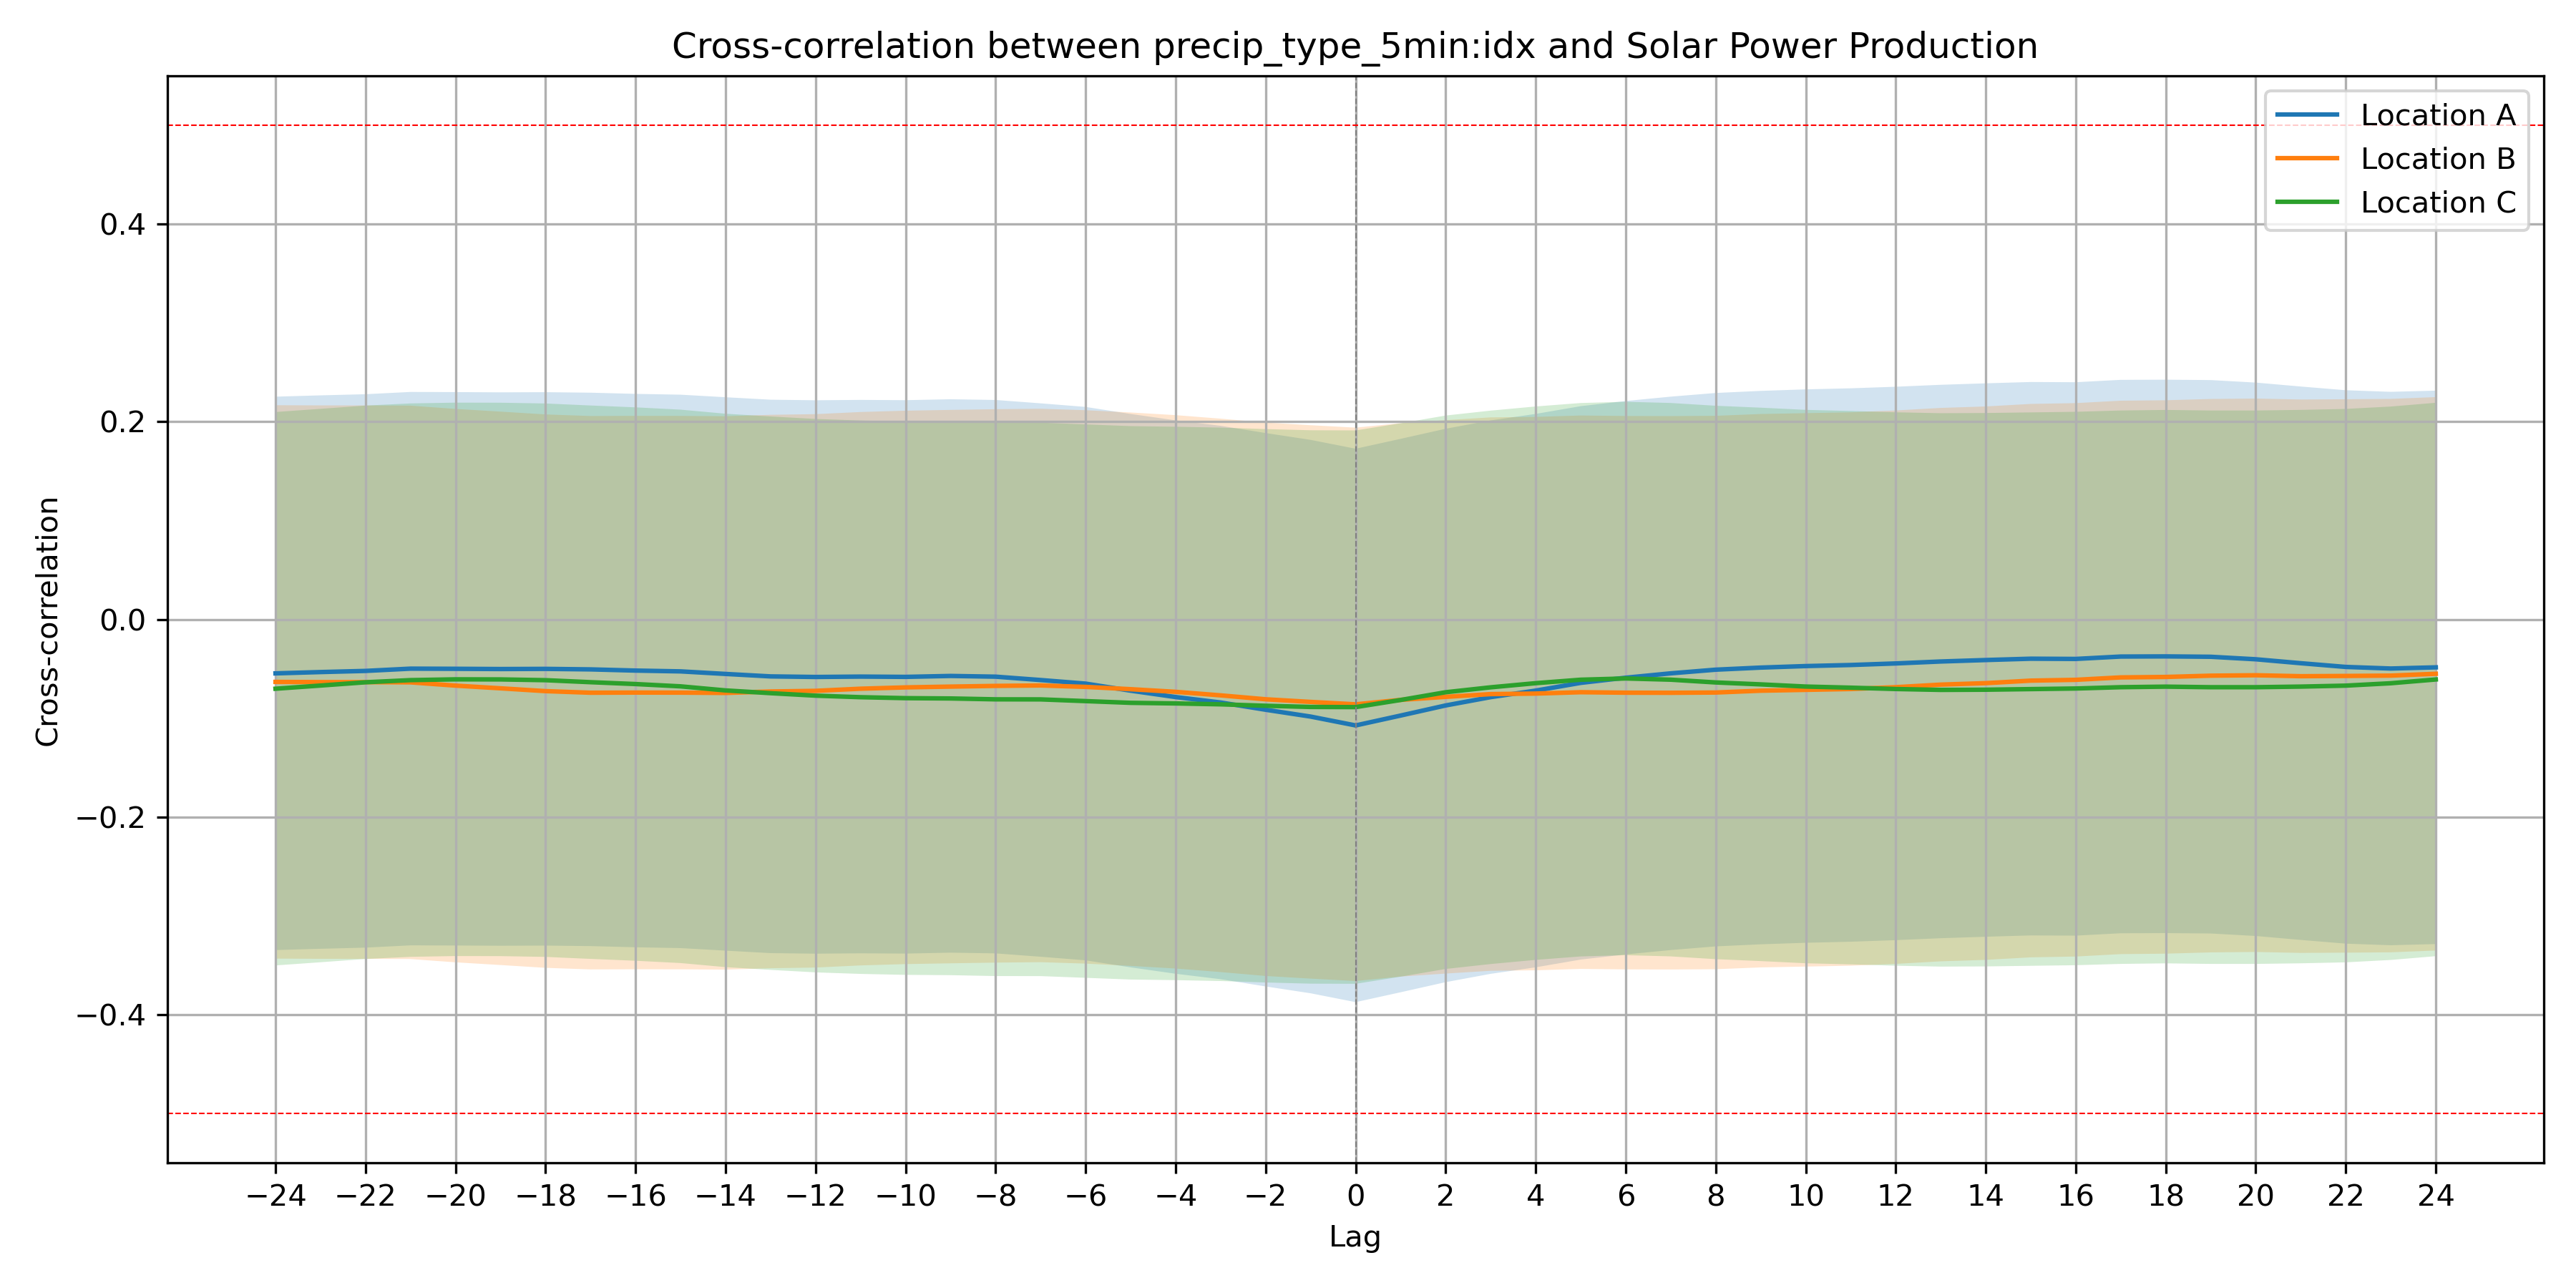 Cross-correlation between precip_type_5min:idx and Solar Power Production
Location A
Location B
Location C
Cross-correlation
0.4
0.2
0.0
−0.2
−0.4
−24 −22 −20 −18 −16 −14 −12 −10 −8 −6 −4 −2 0 2 4 6 8 10 12 14 16 18 20 22 24
Lag